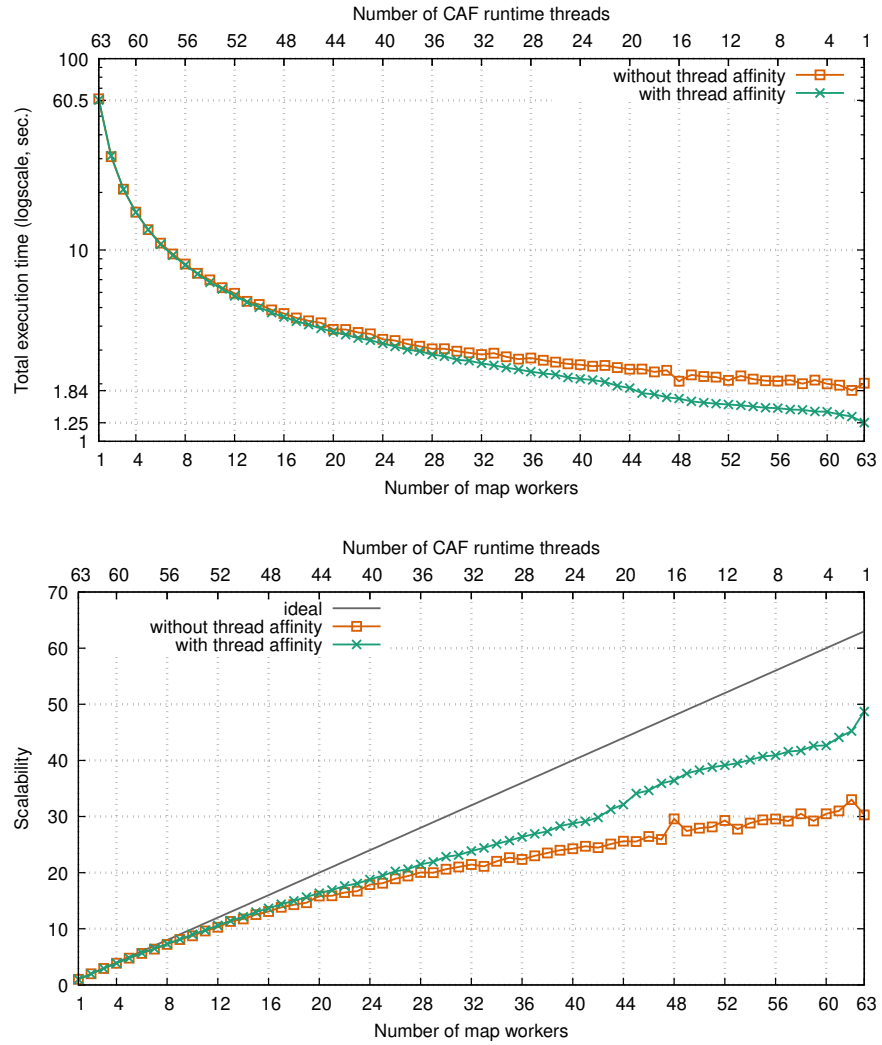 Number of CAF runtime threads
63 60 56 52 48 44 40 36 32 28 24 20 16 12 8 4 1
100
without thread affinity
with thread affinity
60.5
10
1.84
1.25
1
Total execution time (logscale, sec.)
1 4 8 12 16 20 24 28 32 36 40 44 48 52 56 60 63
Number of map workers
Number of CAF runtime threads
63 60 56 52 48 44 40 36 32 28 24 20 16 12 8 4 1
70
ideal
without thread affinity
with thread affinity
60
50
40
30
20
10
0
Scalability
1 4 8 12 16 20 24 28 32 36 40 44 48 52 56 60 63
Number of map workers